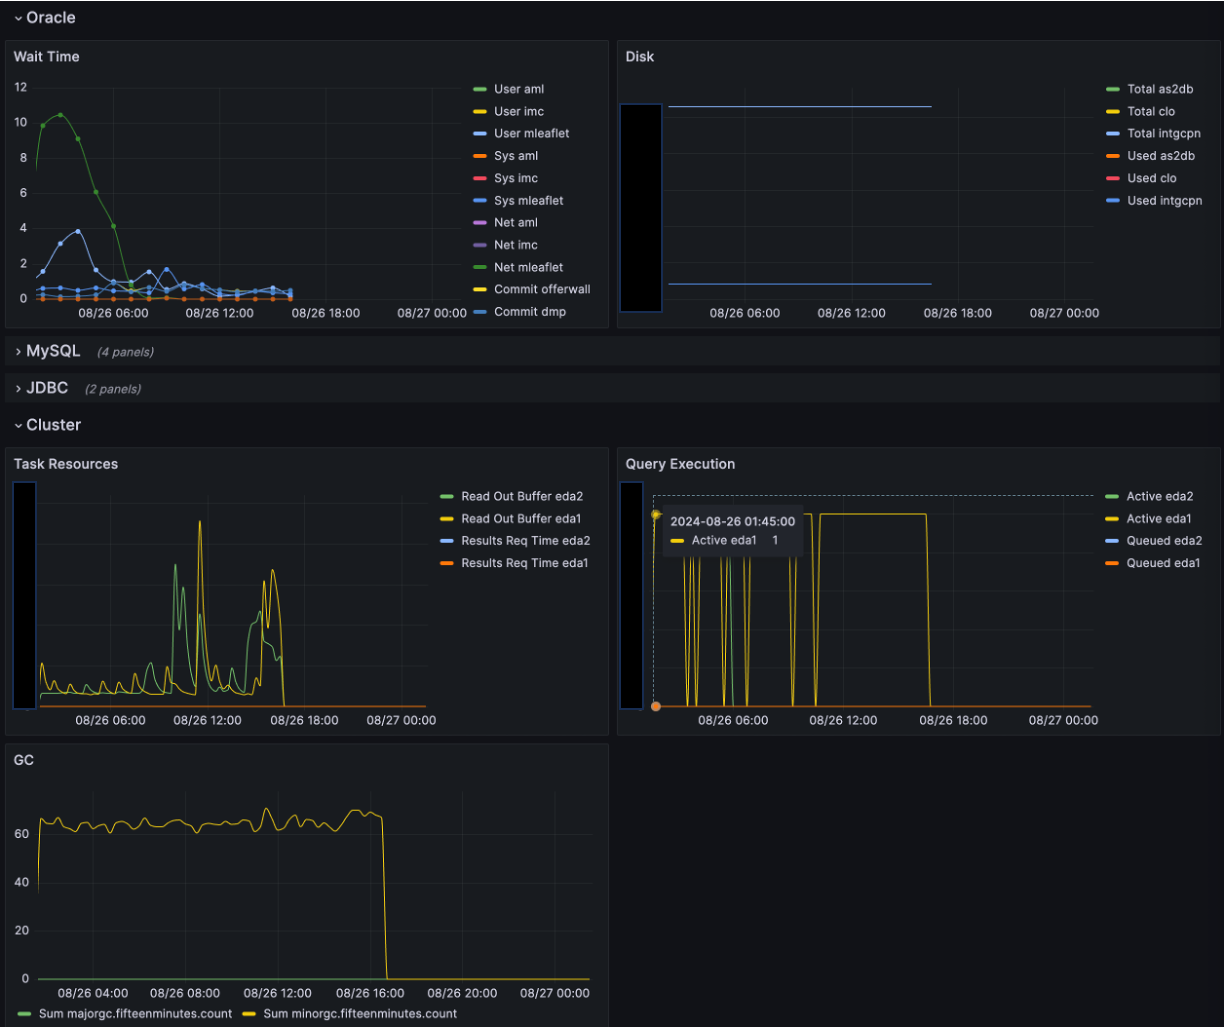 Oracle
Wait Time
12
10
8
6
4
2
0
08/26 06:00 08/26 12:00 08/26 18:00 08/27 00:00
User aml
User imc
User mleaflet
Sys aml
Sys imc
Sys mleaflet
Net aml
Net imc
Net mleaflet
Commit offerwall
Commit dmp
Disk
08/26 06:00 08/26 12:00 08/26 18:00 08/27 00:00
Total as2db
Total clo
Total intgcpn
Used as2db
Used clo
Used intgcpn
MySQL (4 panels)
JDBC (2 panels)
Cluster
Task Resources
08/26 06:00 08/26 12:00 08/26 18:00 08/27 00:00
Read Out Buffer eda2
Read Out Buffer eda1
Results Req Time eda2
Results Req Time eda1
Query Execution
2024-08-26 01:45:00
Active eda1 1
08/26 06:00 08/26 12:00 08/26 18:00 08/27 00:00
Active eda2
Active eda1
Queued eda2
Queued eda1
GC
60
40
20
0
08/26 04:00 08/26 08:00 08/26 12:00 08/26 16:00 08/26 20:00 08/27 00:00
Sum majorgc.fifteenminutes.count Sum minorgc.fifteenminutes.count